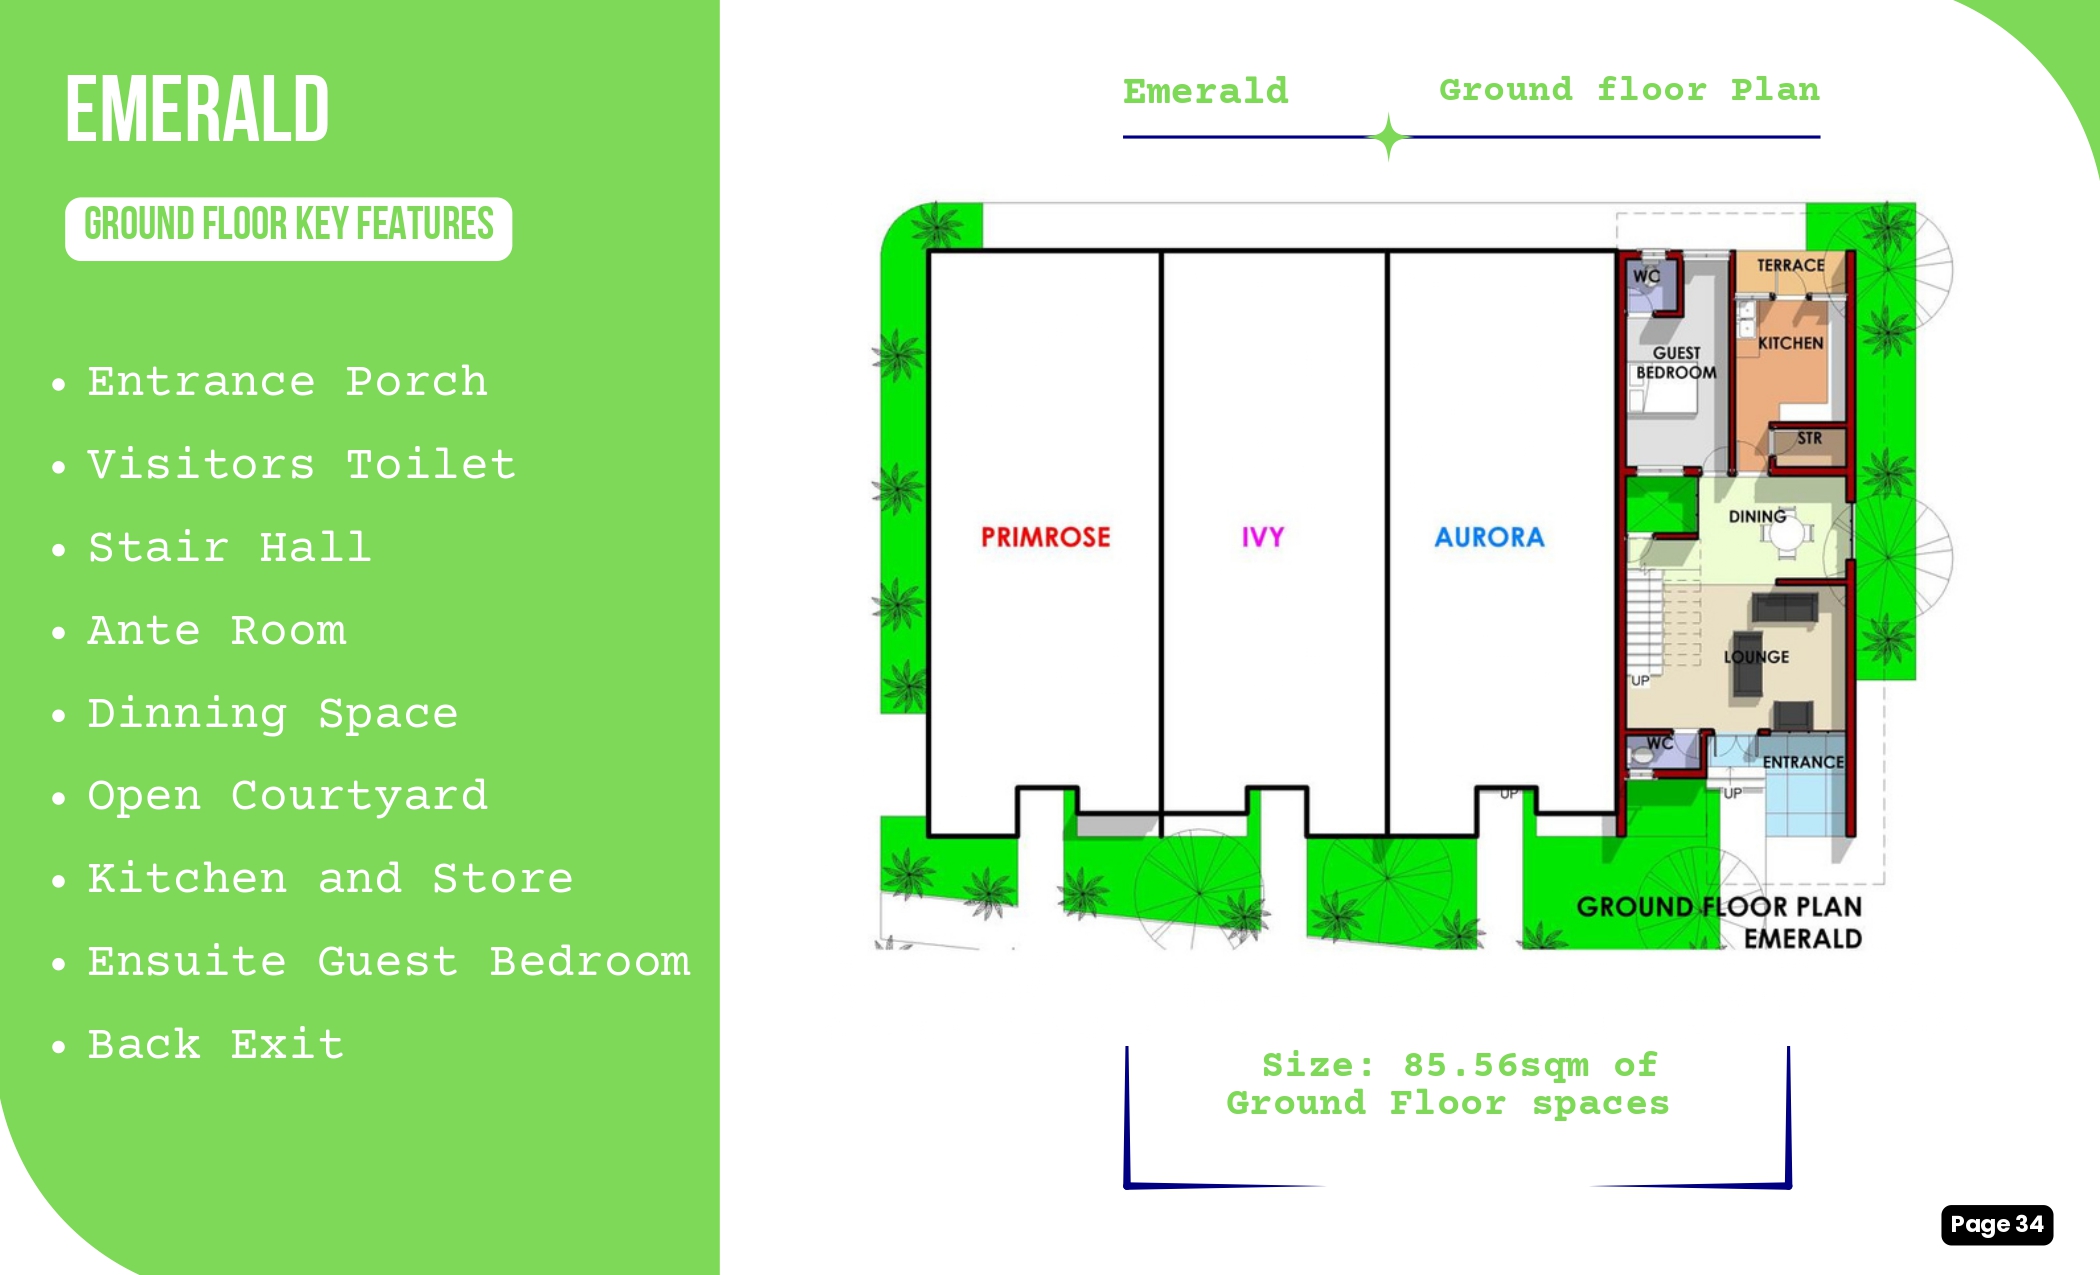 EMERALD
GROUND FLOOR KEY FEATURES
• Entrance Porch
• Visitors Toilet
• Stair Hall
• Ante Room
• Dinning Space
• Open Courtyard
• Kitchen and Store
• Ensuite Guest Bedroom
• Back Exit
Emerald
Ground floor Plan
WC
TERRACE
KITCHEN
GUEST
BEDROOM
STR
DINING
PRIMROSE
IVY
AURORA
LOUNGE
UP
WC
ENTRANCE
UP
UP
GROUND FLOOR PLAN
EMERALD
Size: 85.56sqm of
Ground Floor spaces
Page 34